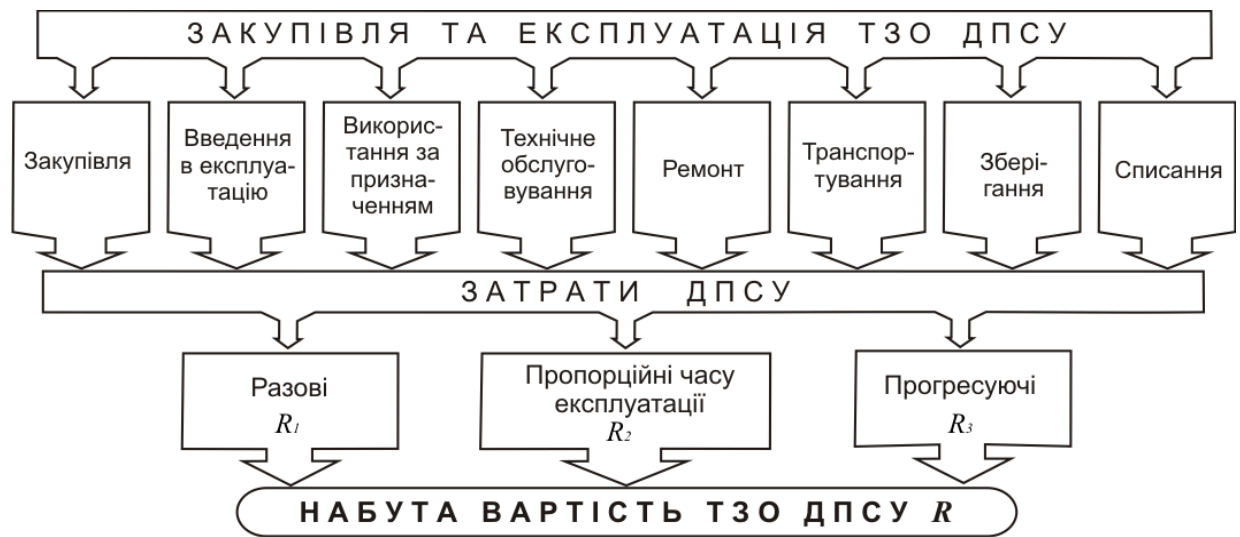 ЗАКУПІВЛЯ ТА ЕКСПЛУАТАЦІЯ ТЗО ДПСУ
Закупівля
Введення
в експлуа-
тацію
Викорис-
тання за
призна-
ченням
Технічне
обслуго-
вування
Ремонт
Транспор-
тування
Збері-
гання
Списання
ЗАТРАТИ ДПСУ
Разові
R₁
Пропорційні часу
експлуатації
R₂
Прогресуючі
R₃
НАБУТА ВАРТІСТЬ ТЗО ДПСУ R